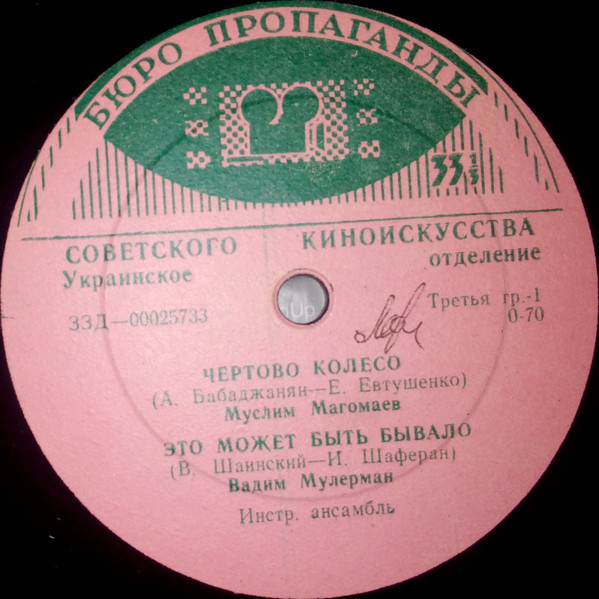 БЮРО ПРОПАГАНДЫ
33⅓
СОВЕТСКОГО КИНОИСКУССТВА
Украинское отделение
33Д—00025733
Третья гр.-1
0-70
ЧЕРТОВО КОЛЕСО
(А. Бабаджанян—Е. Евтушенко)
Муслим Магомаев
ЭТО МОЖЕТ БЫТЬ БЫВАЛО
(В. Шаинский—И. Шаферан)
Вадим Мулерман
Инстр. ансамбль